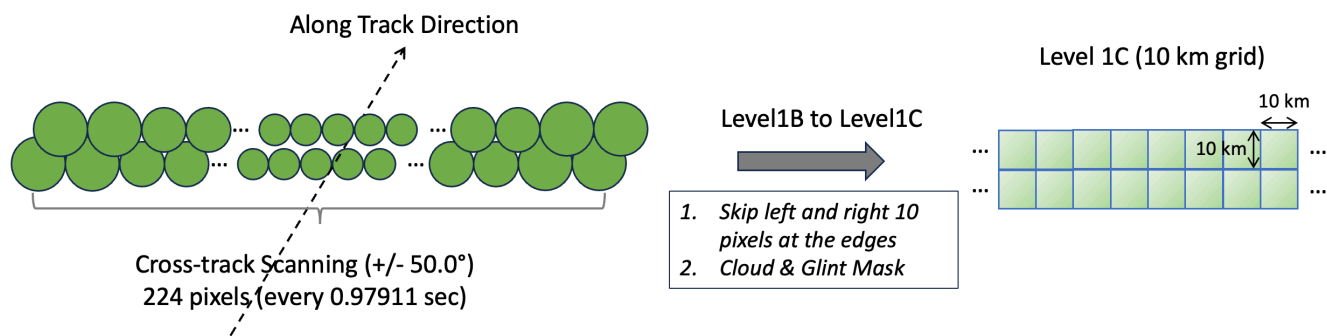 Along Track Direction
Cross-track Scanning (+/- 50.0°)
224 pixels (every 0.97911 sec)
Level1B to Level1C
1. Skip left and right 10
pixels at the edges
2. Cloud & Glint Mask
Level 1C (10 km grid)
10 km
10 km